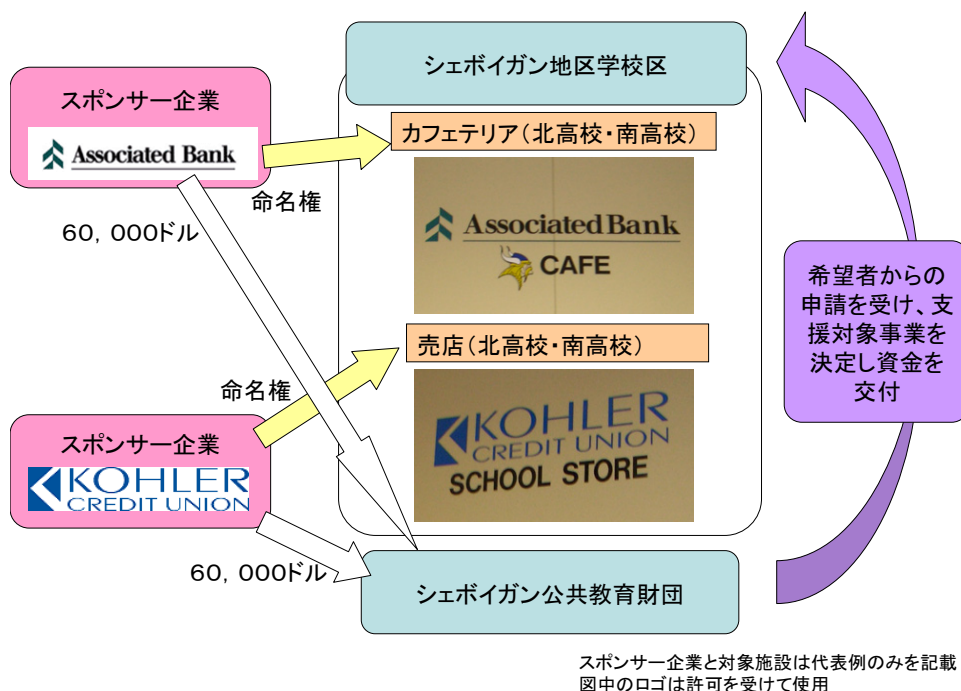 シェボイガン地区学校区
スポンサー企業
Associated Bank
カフェテリア(北高校・南高校)
命名権
60,000ドル
Associated Bank
CAFE
希望者からの
申請を受け、支
援対象事業を
決定し資金を
交付
売店(北高校・南高校)
命名権
スポンサー企業
KOHLER
CREDIT UNION
KOHLER
CREDIT UNION
SCHOOL STORE
60,000ドル
シェボイガン公共教育財団
スポンサー企業と対象施設は代表例のみを記載
図中のロゴは許可を受けて使用